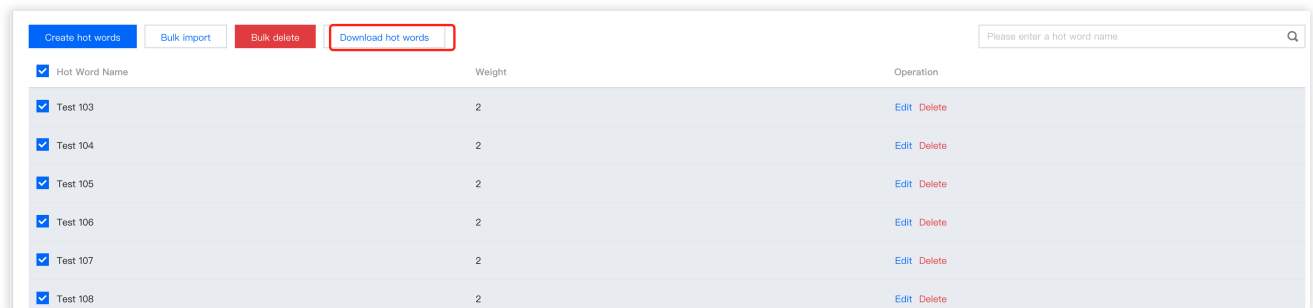 Create hot words Bulk import Bulk delete Download hot words Please enter a hot word name
Hot Word Name Weight Operation
Test 103 2 Edit Delete
Test 104 2 Edit Delete
Test 105 2 Edit Delete
Test 106 2 Edit Delete
Test 107 2 Edit Delete
Test 108 2 Edit Delete